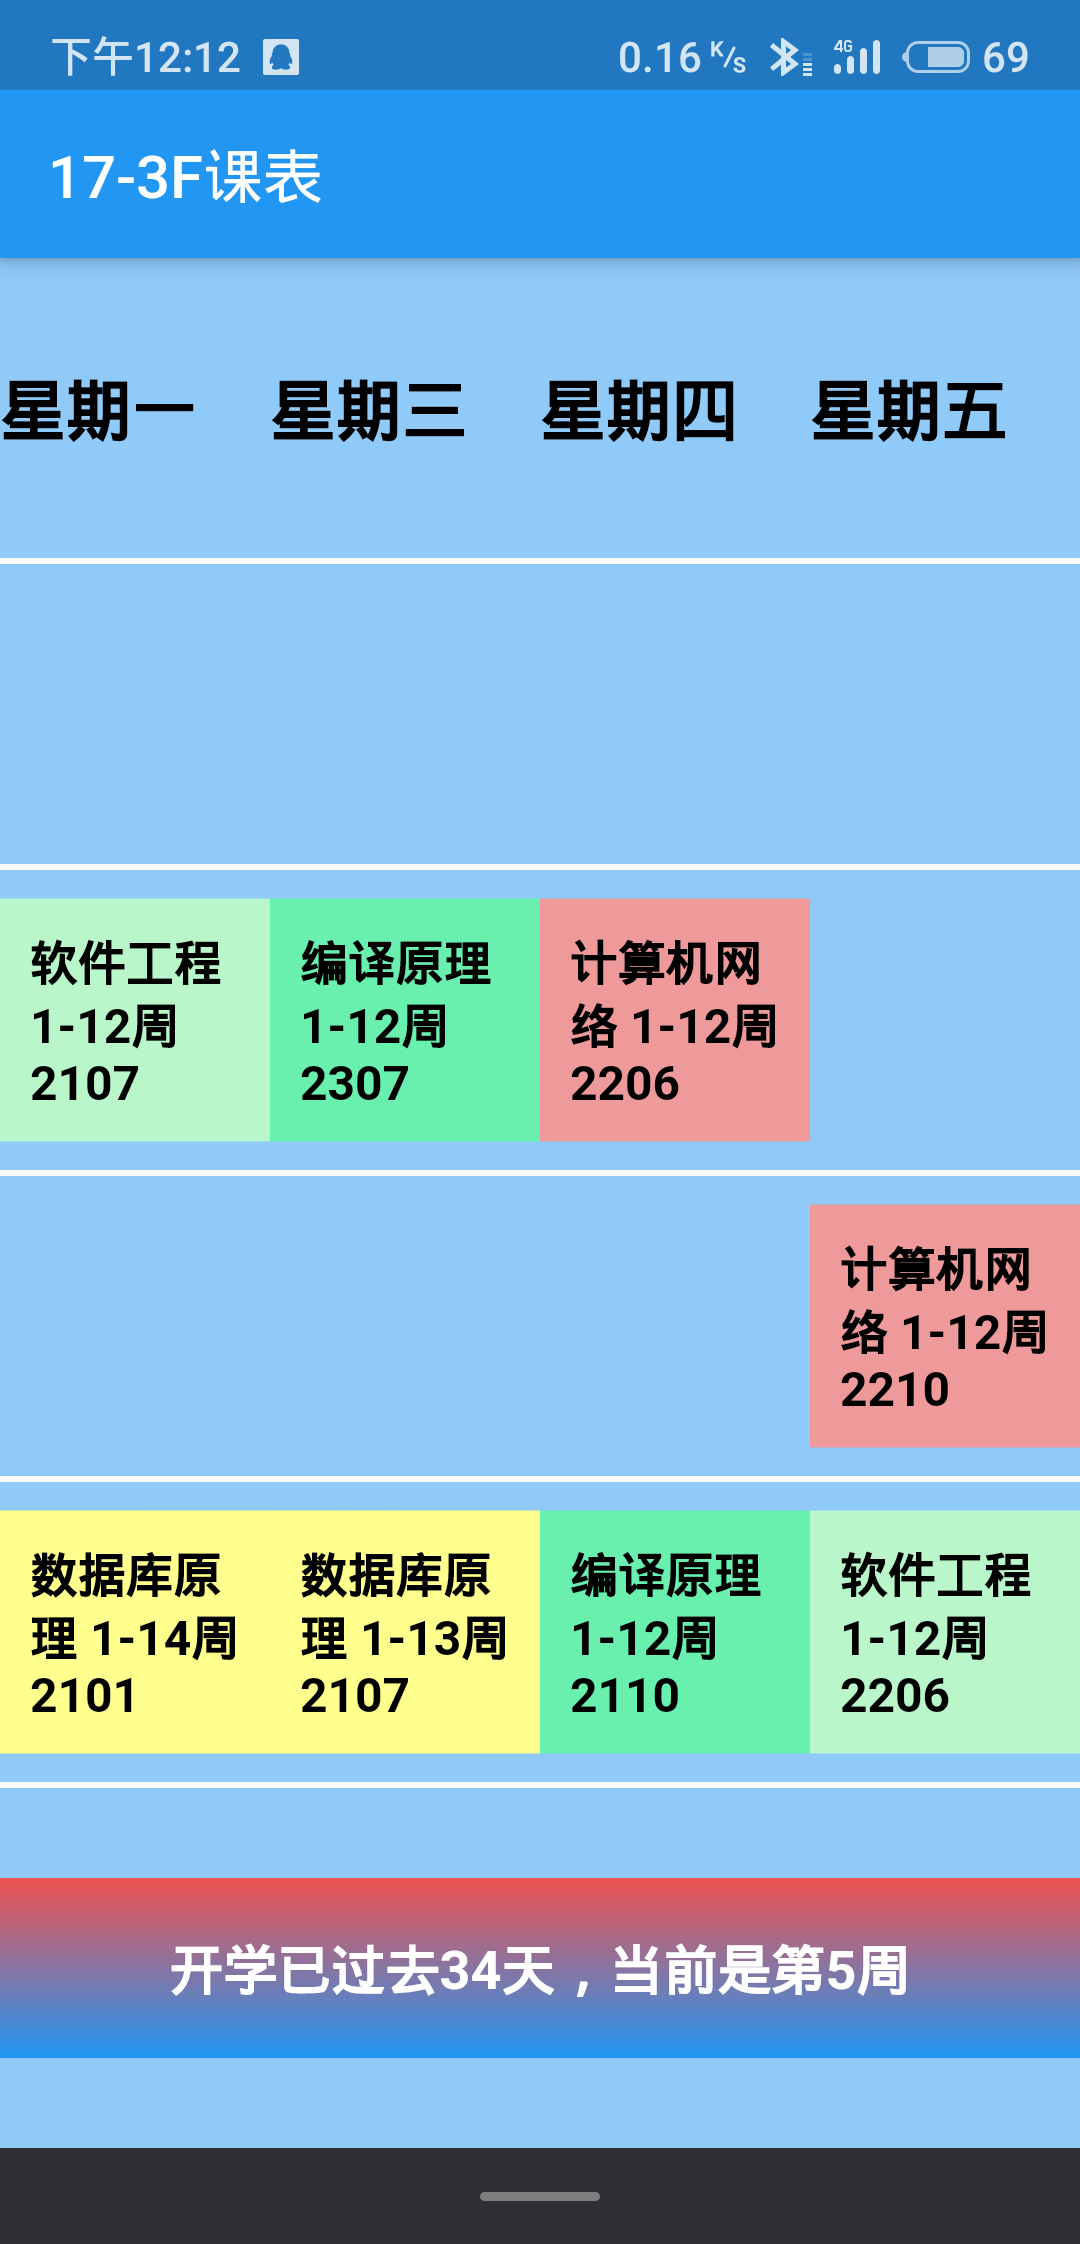 下午12:12
0.16 K/s 4G 69
17-3F课表
星期一 星期三 星期四 星期五
软件工程
1-12周
2107
编译原理
1-12周
2307
计算机网
络 1-12周
2206
计算机网
络 1-12周
2210
数据库原
理 1-14周
2101
数据库原
理 1-13周
2107
编译原理
1-12周
2110
软件工程
1-12周
2206
开学已过去34天，当前是第5周